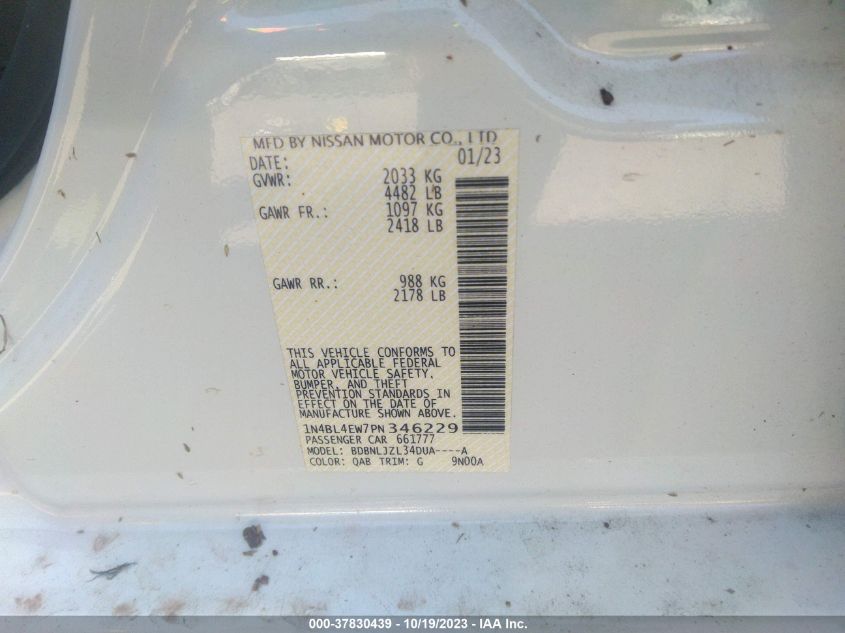 MFD BY NISSAN MOTOR CO., LTD
DATE: 01/23
GVWR: 2033 KG
4482 LB
GAWR FR.: 1097 KG
2418 LB
GAWR RR.: 988 KG
2178 LB
THIS VEHICLE CONFORMS TO
ALL APPLICABLE FEDERAL
MOTOR VEHICLE SAFETY,
BUMPER, AND THEFT
PREVENTION STANDARDS IN
EFFECT ON THE DATE OF
MANUFACTURE SHOWN ABOVE.
1N4BL4EW7PN346229
PASSENGER CAR 661777
MODEL: BDBNLJZL34DUA----A
COLOR: QAB TRIM: G 9N00A
000-37830439 - 10/19/2023 - IAAI.com